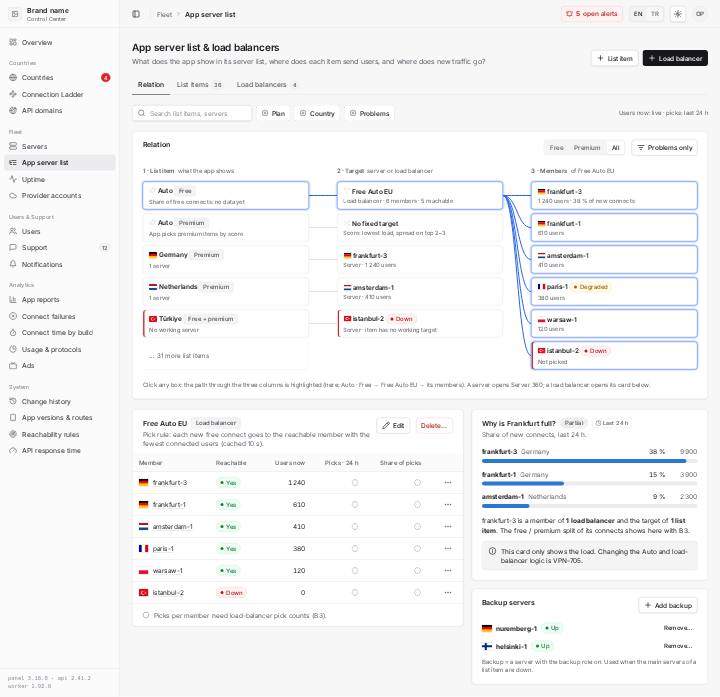 Brand name
Control Center
Overview
Countries
Countries 4
Connection Ladder
API domains
Fleet
Servers
App server list
Uptime
Provider accounts
Users & Support
Users
Support 12
Notifications
Analytics
App reports
Connect failures
Connect time by build
Usage & protocols
Ads
System
Change history
App versions & routes
Reachability rules
API response time
panel 3.18.0 · api 2.41.2
worker 1.92.0
Fleet > App server list
5 open alerts
EN TR
OP
App server list & load balancers
What does the app show in its server list, where does each item send users, and where does new traffic go?
+ List item
+ Load balancer
Relation List items 36 Load balancers 4
Search list items, servers
Plan
Country
Problems
Users now: live · picks: last 24 h
Relation
Free Premium All
Problems only
1 · List item what the app shows
2 · Target server or load balancer
3 · Members of Free Auto EU
Auto Free
Share of free connects: no data yet
Free Auto EU
Load balancer · 6 members · 5 reachable
frankfurt-3
1 240 users · 38 % of new connects
Auto Premium
App picks premium items by score
No fixed target
Score: lowest load, spread on top 2–3
frankfurt-1
610 users
Germany Premium
1 server
frankfurt-3
Server · 1 240 users
amsterdam-1
410 users
Netherlands Premium
1 server
amsterdam-1
Server · 410 users
paris-1 Degraded
380 users
Türkiye Free + premium
No working server
istanbul-2 Down
Server · item has no working target
warsaw-1
120 users
... 31 more list items
istanbul-2 Down
Not picked
Click any box: the path through the three columns is highlighted (here: Auto · Free → Free Auto EU → its members). A server opens Server 360; a load balancer opens its card below.
Free Auto EU Load balancer
Pick rule: each new free connect goes to the reachable member with the
fewest connected users (cached 10 s).
Edit
Delete...
Member Reachable Users now Picks · 24 h Share of picks
frankfurt-3 Yes 1 240 ...
frankfurt-1 Yes 610 ...
amsterdam-1 Yes 410 ...
paris-1 Yes 380 ...
warsaw-1 Yes 120 ...
istanbul-2 Down 0 ...
Picks per member need load-balancer pick counts (B3).
Why is Frankfurt full? Partial Last 24 h
Share of new connects, last 24 h.
frankfurt-3 Germany 38 % 9 900
frankfurt-1 Germany 15 % 3 900
amsterdam-1 Netherlands 9 % 2 300
frankfurt-3 is a member of 1 load balancer and the target of 1 list
item. The free / premium split of its connects shows here with B3.
This card only shows the load. Changing the Auto and load-
balancer logic is VPN-705.
Backup servers
+ Add backup
nuremberg-1 Up Remove...
helsinki-1 Up Remove...
Backup = a server with the backup role on. Used when the main servers of a
list item are down.